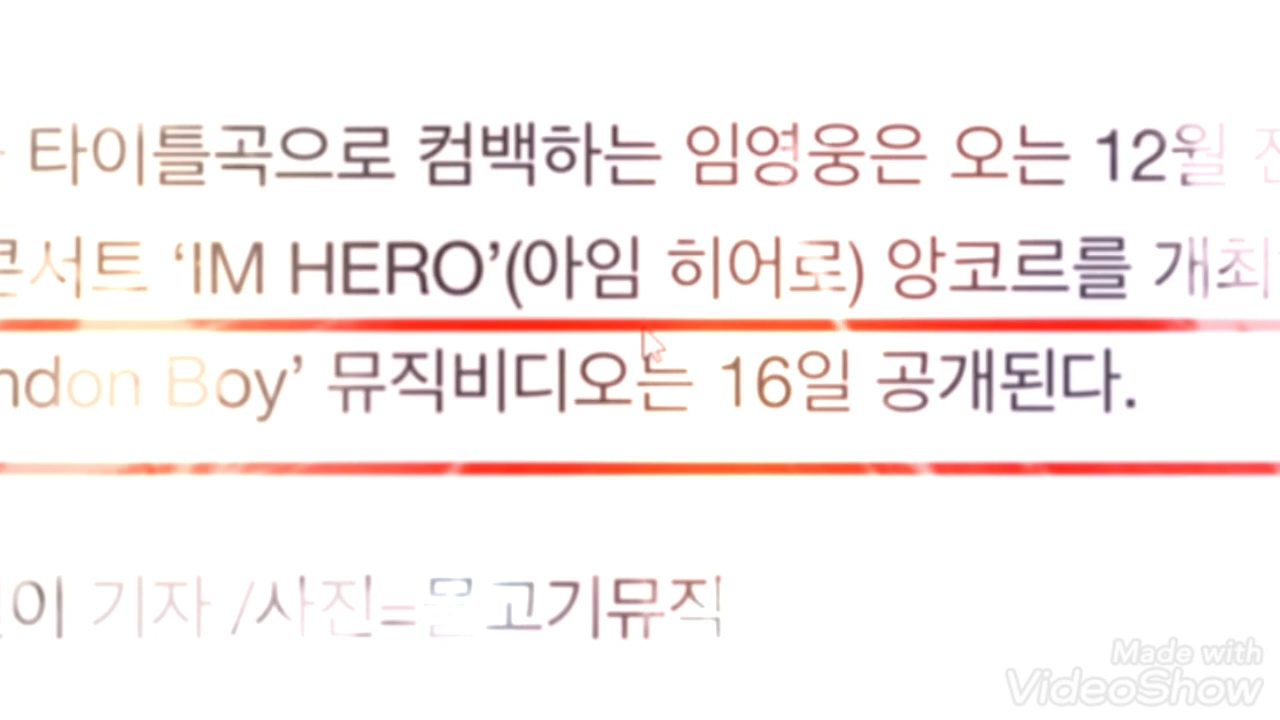 타이틀곡으로 컴백하는 임영웅은 오는 12월
콘서트 ‘IM HERO’(아임 히어로) 앙코르를 개최
ndon Boy’ 뮤직비디오는 16일 공개된다.
기자 /사진=물고기뮤직
Made with
VideoShow